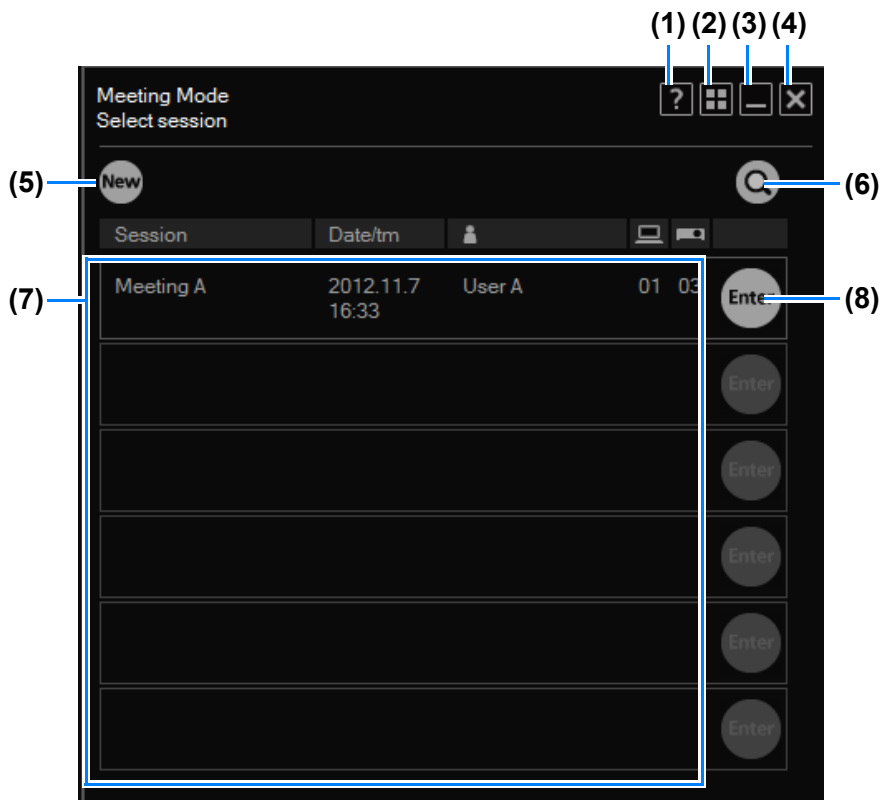 (1) (2) (3) (4)
Meeting Mode
Select session
?
(5)
New
(6)
Session Date/tm
(7)
Meeting A 2012.11.7 User A 01 03 Enter
16:33
(8)
Enter
Enter
Enter
Enter
Enter